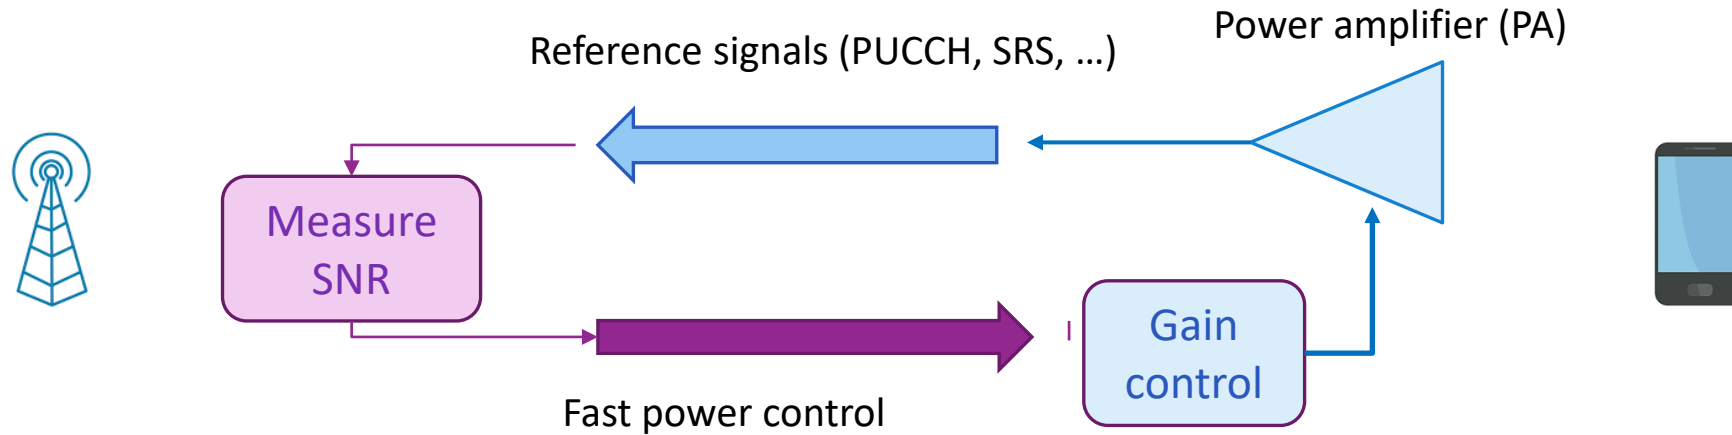 Power amplifier (PA)
Reference signals (PUCCH, SRS, …)
Measure
SNR
Gain
control
Fast power control